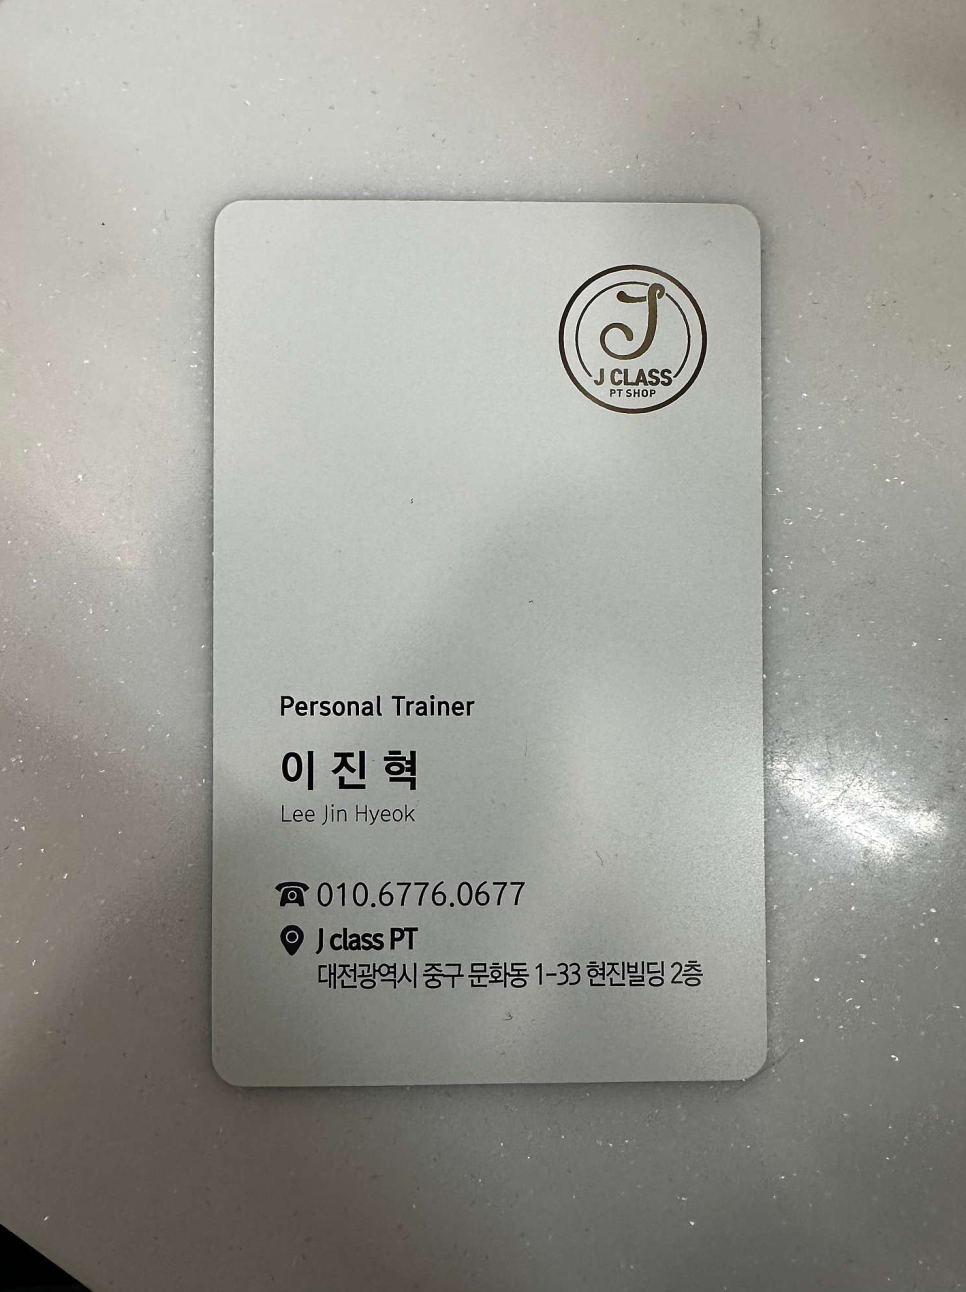 J
J CLASS
PT SHOP
Personal Trainer
이진혁
Lee Jin Hyeok
010.6776.0677
J class PT
대전광역시 중구 문화동 1-33 현진빌딩 2층